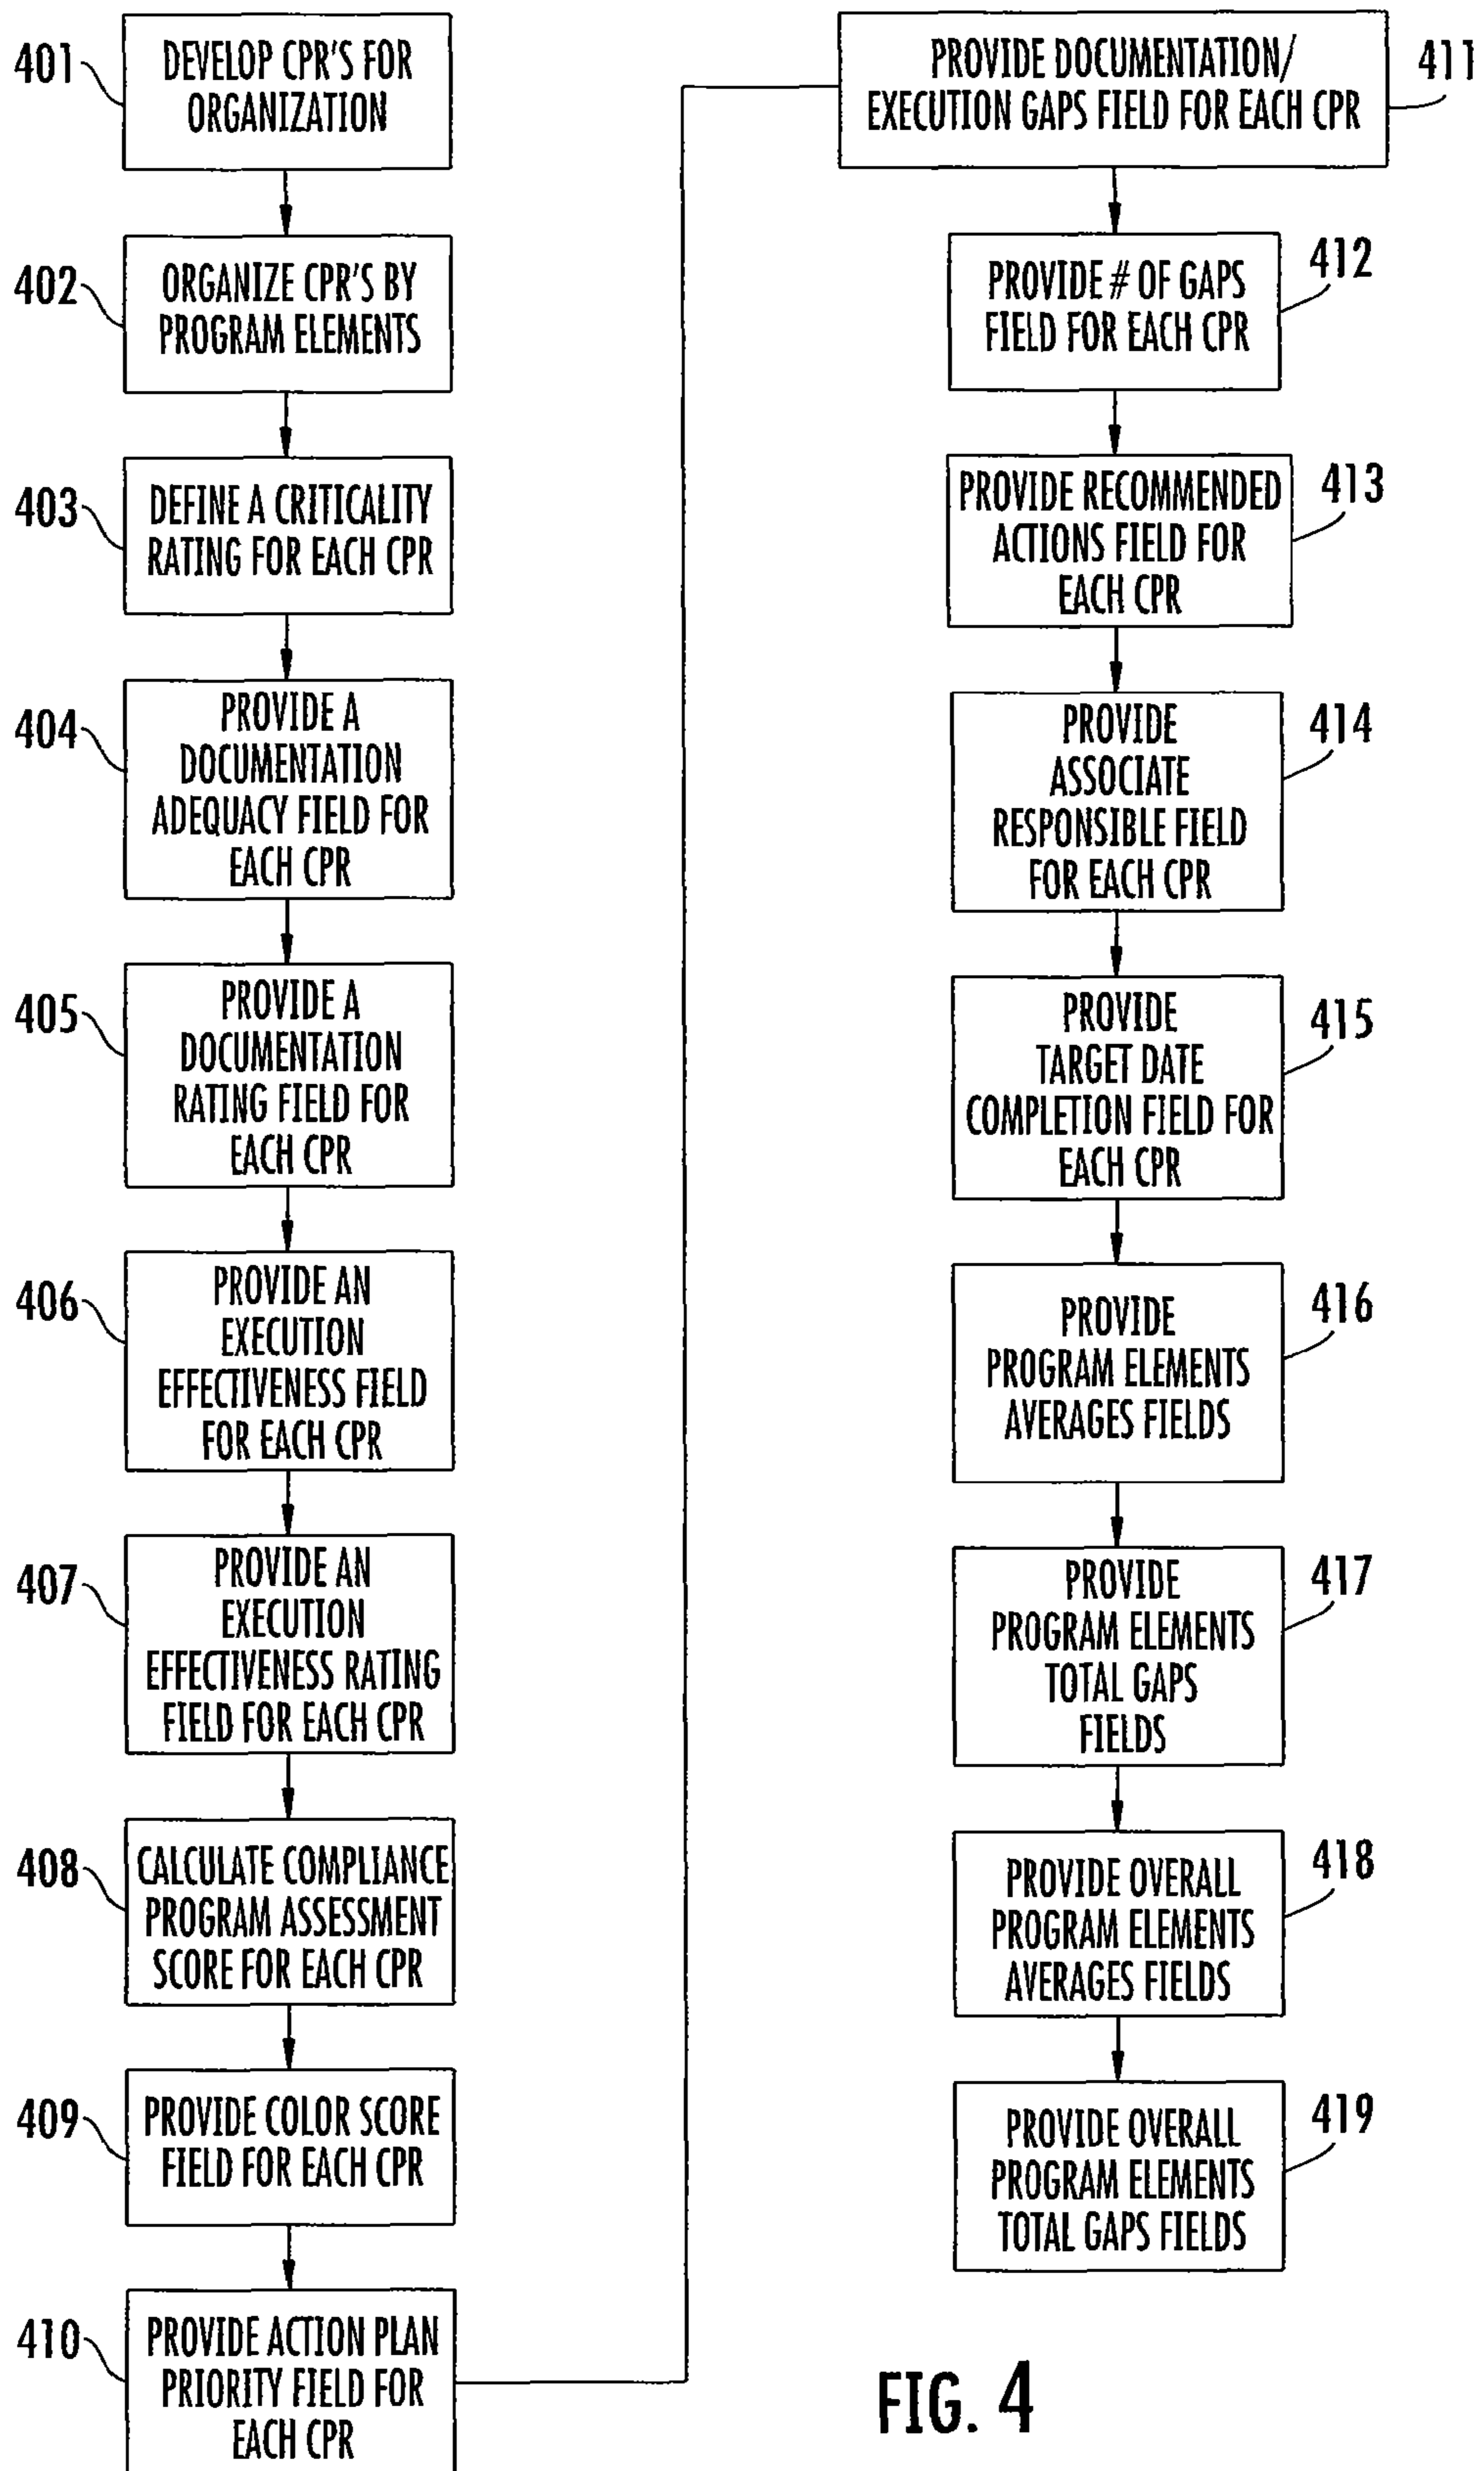 401
DEVELOP CPR'S FOR
ORGANIZATION
402
ORGANIZE CPR'S BY
PROGRAM ELEMENTS
403
DEFINE A CRITICALITY
RATING FOR EACH CPR
404
PROVIDE A
DOCUMENTATION
ADEQUACY FIELD FOR
EACH CPR
405
PROVIDE A
DOCUMENTATION
RATING FIELD FOR
EACH CPR
406
PROVIDE AN
EXECUTION
EFFECTIVENESS FIELD
FOR EACH CPR
407
PROVIDE AN
EXECUTION
EFFECTIVENESS RATING
FIELD FOR EACH CPR
408
CALCULATE COMPLIANCE
PROGRAM ASSESSMENT
SCORE FOR EACH CPR
409
PROVIDE COLOR SCORE
FIELD FOR EACH CPR
410
PROVIDE ACTION PLAN
PRIORITY FIELD FOR
EACH CPR
PROVIDE DOCUMENTATION/
EXECUTION GAPS FIELD FOR EACH CPR
411
PROVIDE # OF GAPS
FIELD FOR EACH CPR
412
PROVIDE RECOMMENDED
ACTIONS FIELD FOR
EACH CPR
413
PROVIDE
ASSOCIATE
RESPONSIBLE FIELD
FOR EACH CPR
414
PROVIDE
TARGET DATE
COMPLETION FIELD FOR
EACH CPR
415
PROVIDE
PROGRAM ELEMENTS
AVERAGES FIELDS
416
PROVIDE
PROGRAM ELEMENTS
TOTAL GAPS
FIELDS
417
PROVIDE OVERALL
PROGRAM ELEMENTS
AVERAGES FIELDS
418
PROVIDE OVERALL
PROGRAM ELEMENTS
TOTAL GAPS FIELDS
419
FIG. 4